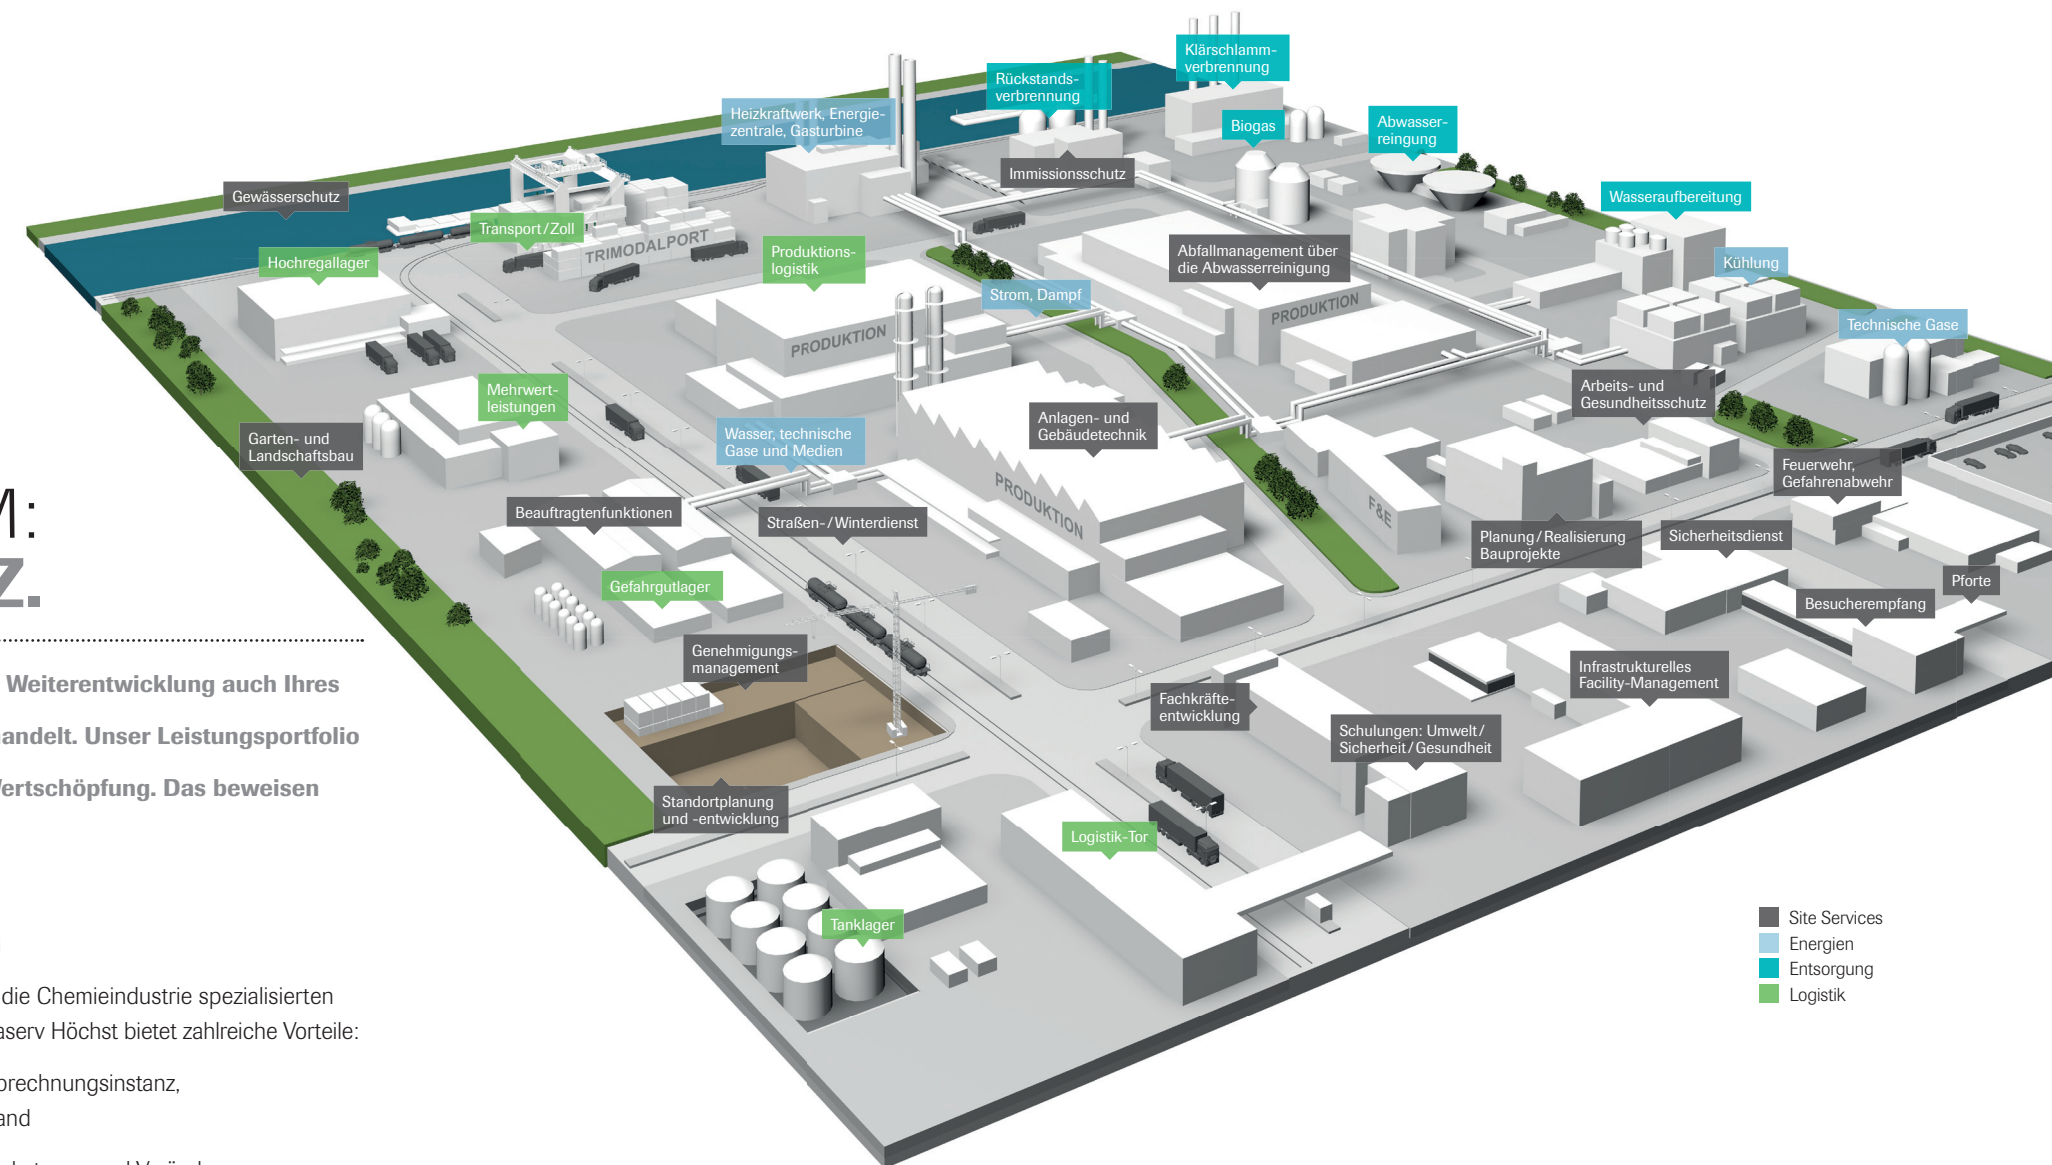 M:
Z.
Weiterentwicklung auch Ihres
handelt. Unser Leistungsportfolio
Wertschöpfung. Das beweisen
die Chemieindustrie spezialisierten
aserv Höchst bietet zahlreiche Vorteile:
brechnungsinstanz,
and
Klärschlamm-
verbrennung
Rückstands-
verbrennung
Heizkraftwerk, Energie-
zentrale, Gasturbine
Biogas
Abwasser-
reingung
Immissionsschutz
Gewässerschutz
Wasseraufbereitung
Transport/Zoll
TRIMODALPORT
Hochregallager
Produktions-
logistik
Abfallmanagement über
die Abwasserreinigung
Kühlung
Strom, Dampf
PRODUKTION
PRODUKTION
Technische Gase
Mehrwert-
leistungen
Arbeits- und
Gesundheitsschutz
Anlagen- und
Gebäudetechnik
Garten- und
Landschaftsbau
Wasser, technische
Gase und Medien
Feuerwehr,
Gefahrenabwehr
PRODUKTION
F&E
Beauftragtenfunktionen
Straßen-/Winterdienst
Planung/Realisierung
Bauprojekte
Sicherheitsdienst
Gefahrgutlager
Pforte
Besucherempfang
Genehmigungs-
management
Infrastrukturelles
Facility-Management
Fachkräfte-
entwicklung
Schulungen: Umwelt/
Sicherheit/Gesundheit
Standortplanung
und -entwicklung
Logistik-Tor
Tanklager
Site Services
Energien
Entsorgung
Logistik